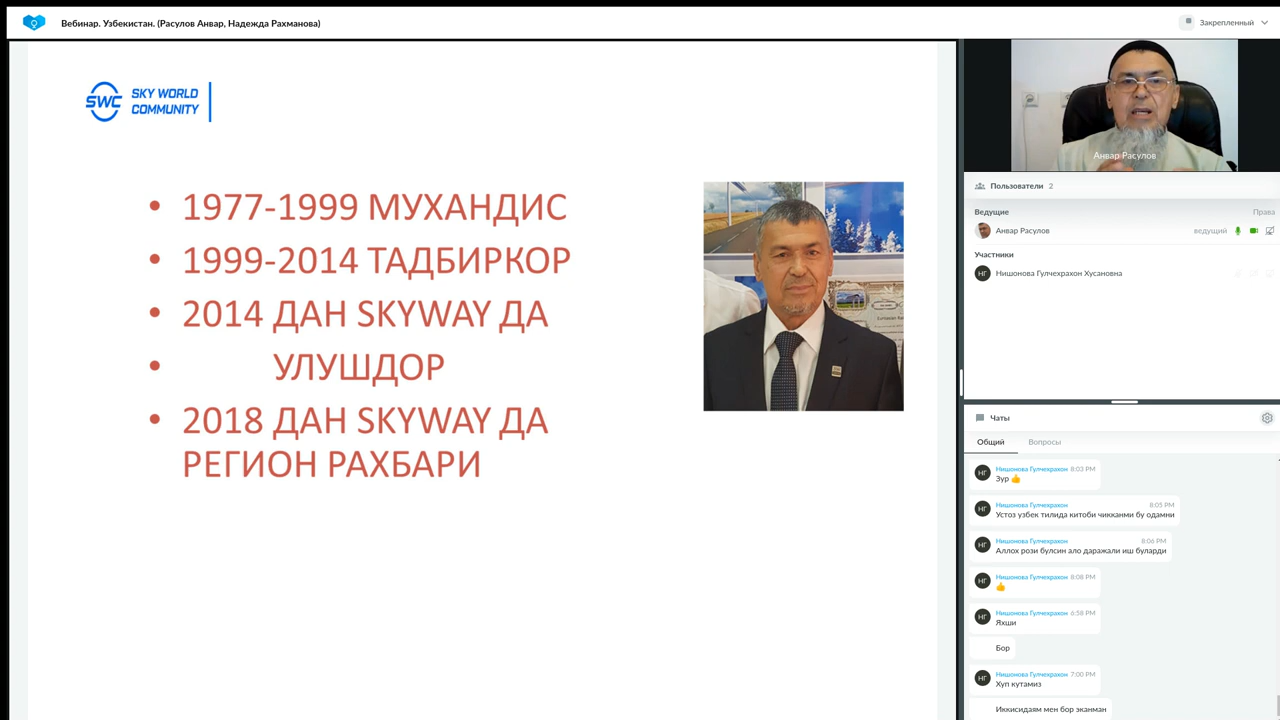 Вебинар. Узбекистан. (Расулов Анвар, Надежда Рахманова)
Закрепленный
SWC SKY WORLD
COMMUNITY
• 1977-1999 МУХАНДИС
• 1999-2014 ТАДБИРКОР
• 2014 ДАН SKYWAY ДА
• УЛУШДОР
• 2018 ДАН SKYWAY ДА
РЕГИОН РАХБАРИ
Анвар Расулов
Пользователи 2
Ведущие Права
Анвар Расулов ведущий
Участники
НГ Нишонова Гулчехрахон Хусановна
Чаты
Общий Вопросы
НГ Нишонова Гулчехрахон 8:03 PM
Зур 👍
НГ Нишонова Гулчехрахон 8:05 PM
Устоз узбек тилида китоби чикканми бу одамни
НГ Нишонова Гулчехрахон 8:06 PM
Аллох рози булсин ало даражали иш буларди
НГ Нишонова Гулчехрахон 8:08 PM
👍
НГ Нишонова Гулчехрахон 6:58 PM
Яхши
Бор
НГ Нишонова Гулчехрахон 7:00 PM
Хуп кутамиз
Иккисидаям мен бор эканман